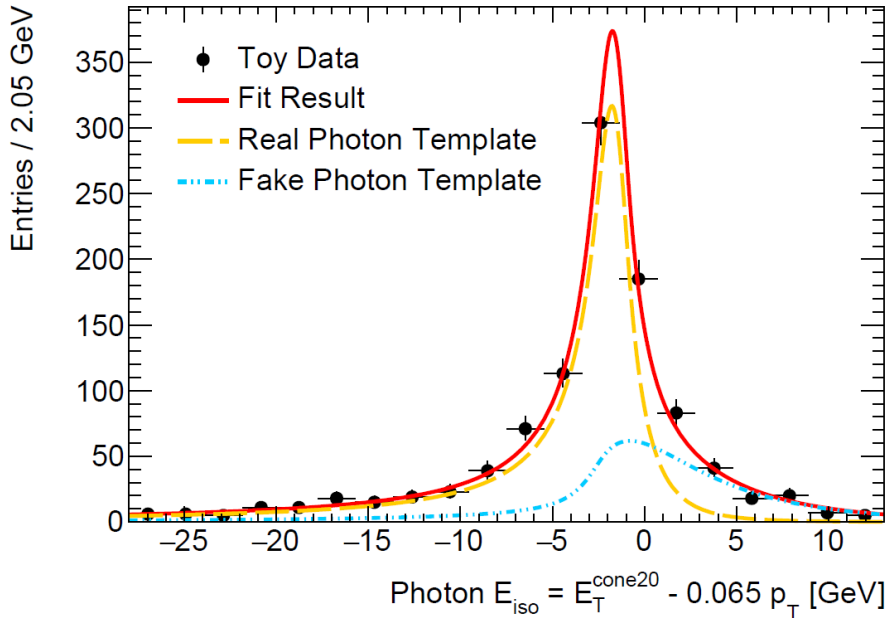 Entries / 2.05 GeV
350
300
250
200
150
100
50
0
Toy Data
Fit Result
Real Photon Template
Fake Photon Template
−25 −20 −15 −10 −5 0 5 10
Photon E_iso = E_T^cone20 - 0.065 p_T [GeV]